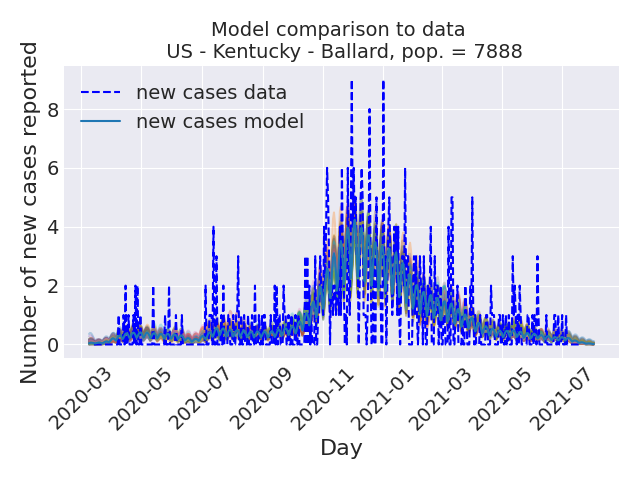 Model comparison to data
US - Kentucky - Ballard, pop. = 7888
Number of new cases reported
new cases data
new cases model
8
6
4
2
0
2020-03
2020-05
2020-07
2020-09
2020-11
2021-01
2021-03
2021-05
2021-07
Day